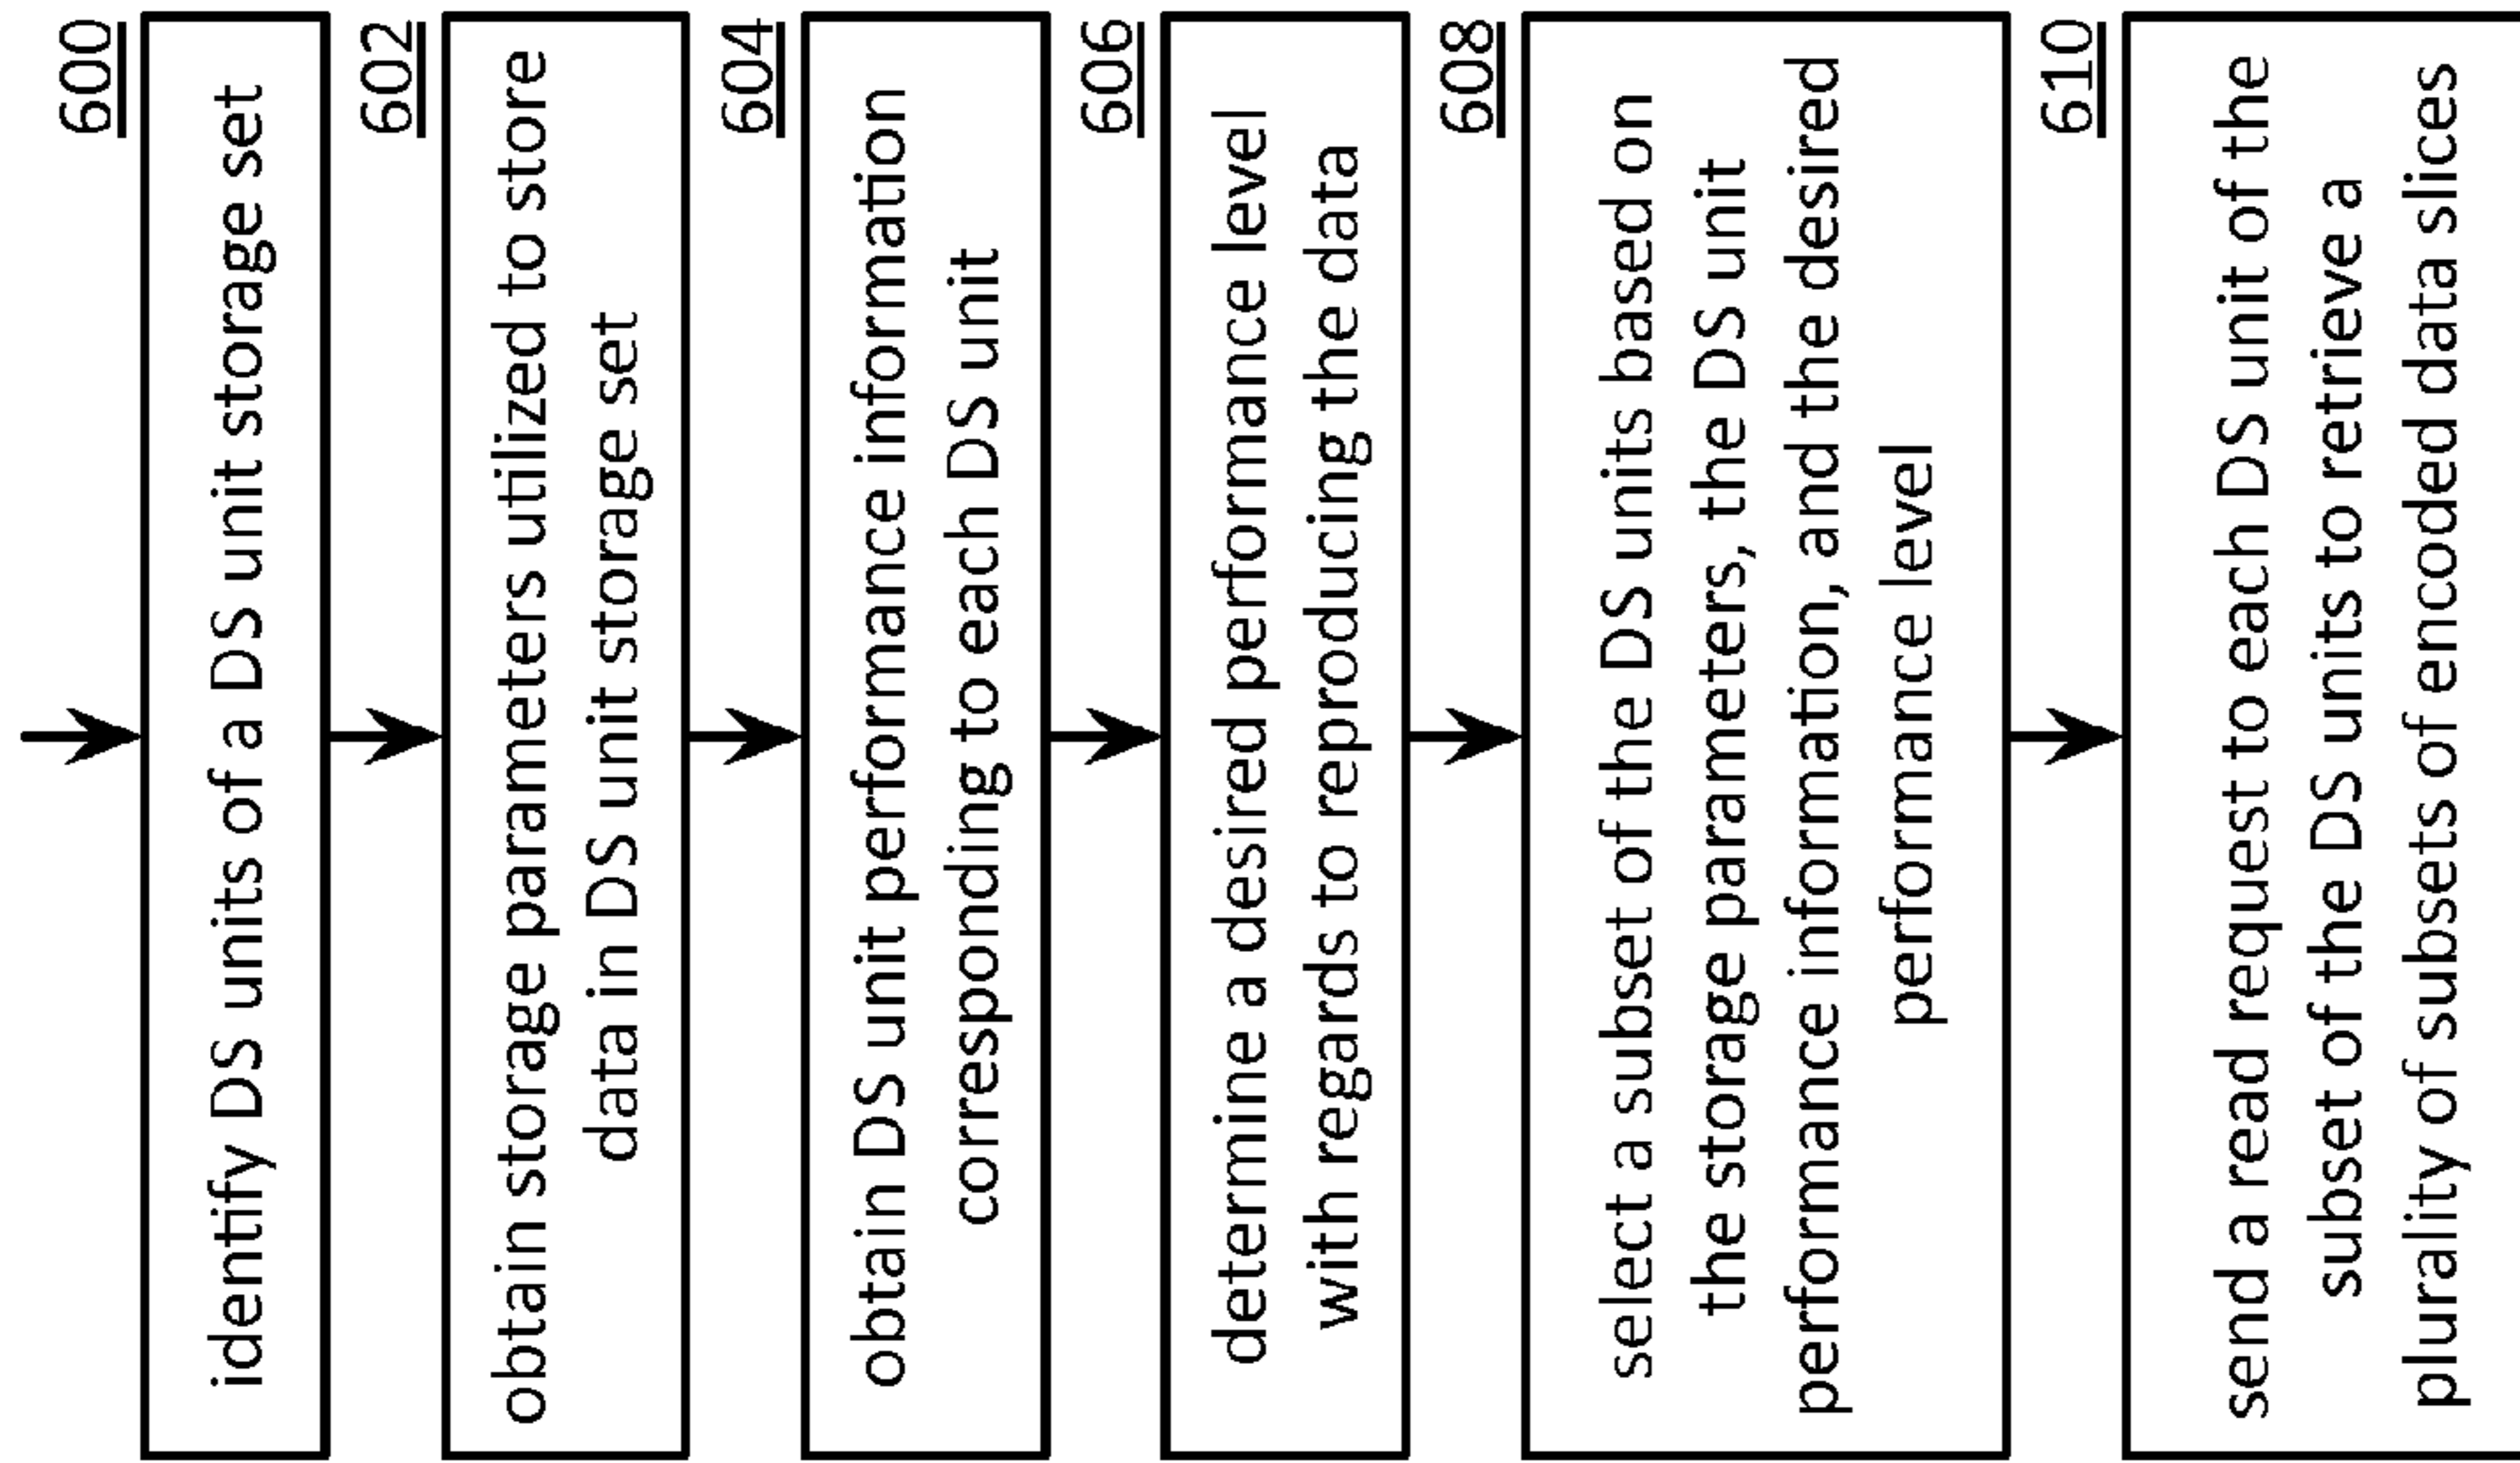 600
identify DS units of a DS unit storage set
602
obtain storage parameters utilized to store
data in DS unit storage set
604
obtain DS unit performance information
corresponding to each DS unit
606
determine a desired performance level
with regards to reproducing the data
608
select a subset of the DS units based on
the storage parameters, the DS unit
performance information, and the desired
performance level
610
send a read request to each DS unit of the
subset of the DS units to retrieve a
plurality of subsets of encoded data slices